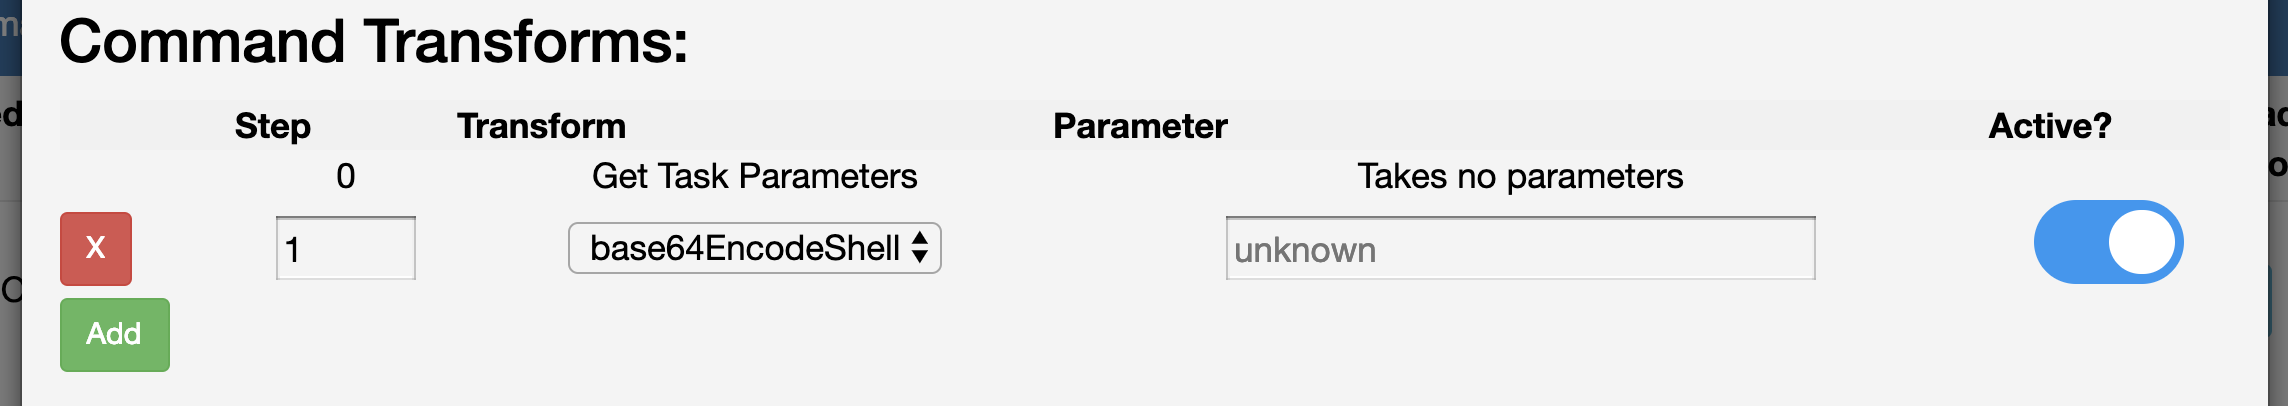 Command Transforms:
Step Transform Parameter Active?
0 Get Task Parameters Takes no parameters
X 1 base64EncodeShell unknown
Add